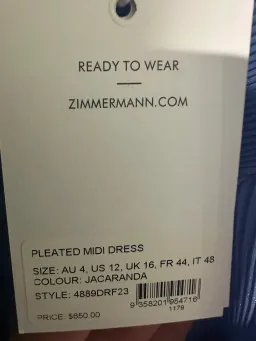 READY TO WEAR
ZIMMERMANN.COM
PLEATED MIDI DRESS
SIZE: AU 4, US 12, UK 16, FR 44, IT 48
COLOUR: JACARANDA
STYLE: 4889DRF23
9 358201 954716
1179
PRICE: $650.00